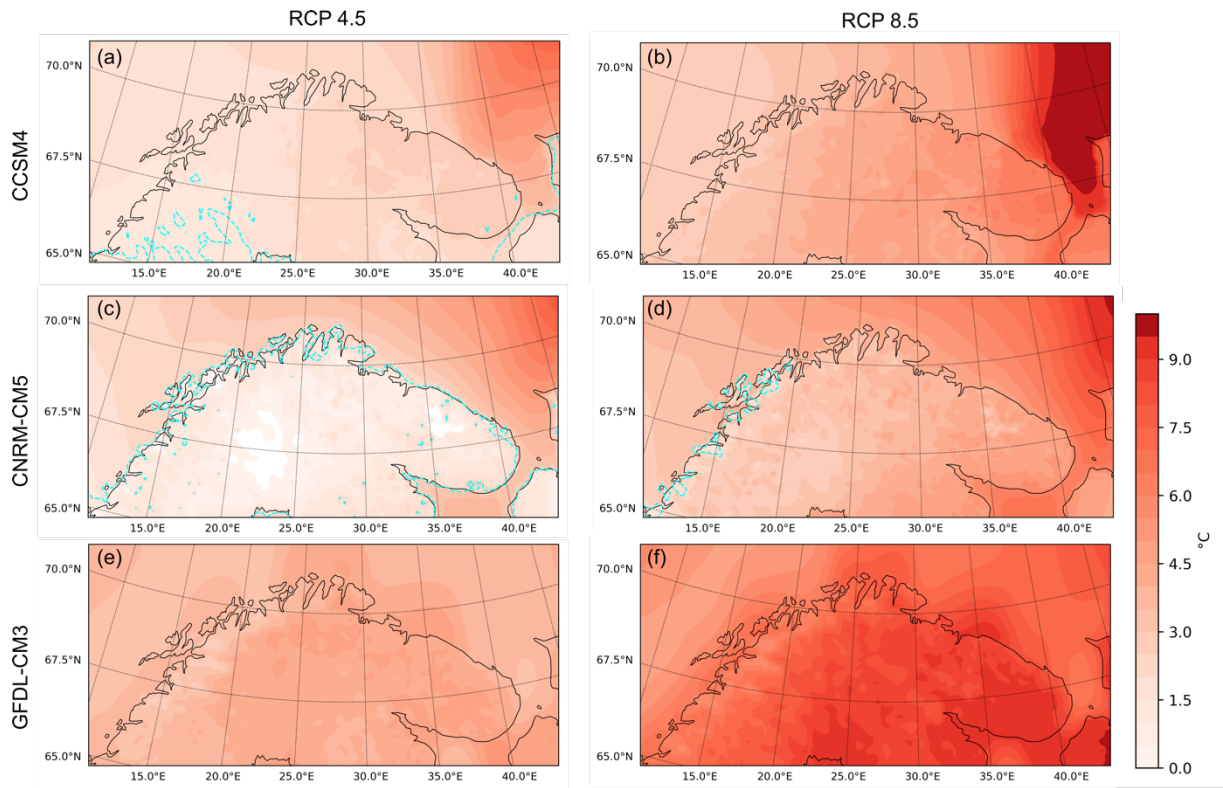 RCP 4.5 RCP 8.5
(a) (b)
70.0°N 70.0°N
CCSM4
67.5°N 67.5°N
65.0°N 65.0°N
15.0°E 20.0°E 25.0°E 30.0°E 35.0°E 40.0°E 15.0°E 20.0°E 25.0°E 30.0°E 35.0°E 40.0°E
(c) (d)
70.0°N 70.0°N
CNRM-CM5
67.5°N 67.5°N
65.0°N 65.0°N
15.0°E 20.0°E 25.0°E 30.0°E 35.0°E 40.0°E 15.0°E 20.0°E 25.0°E 30.0°E 35.0°E 40.0°E
(e) (f)
70.0°N 70.0°N
GFDL-CM3
67.5°N 67.5°N
65.0°N 65.0°N
15.0°E 20.0°E 25.0°E 30.0°E 35.0°E 40.0°E 15.0°E 20.0°E 25.0°E 30.0°E 35.0°E 40.0°E
9.0
7.5
6.0
°C
4.5
3.0
1.5
0.0